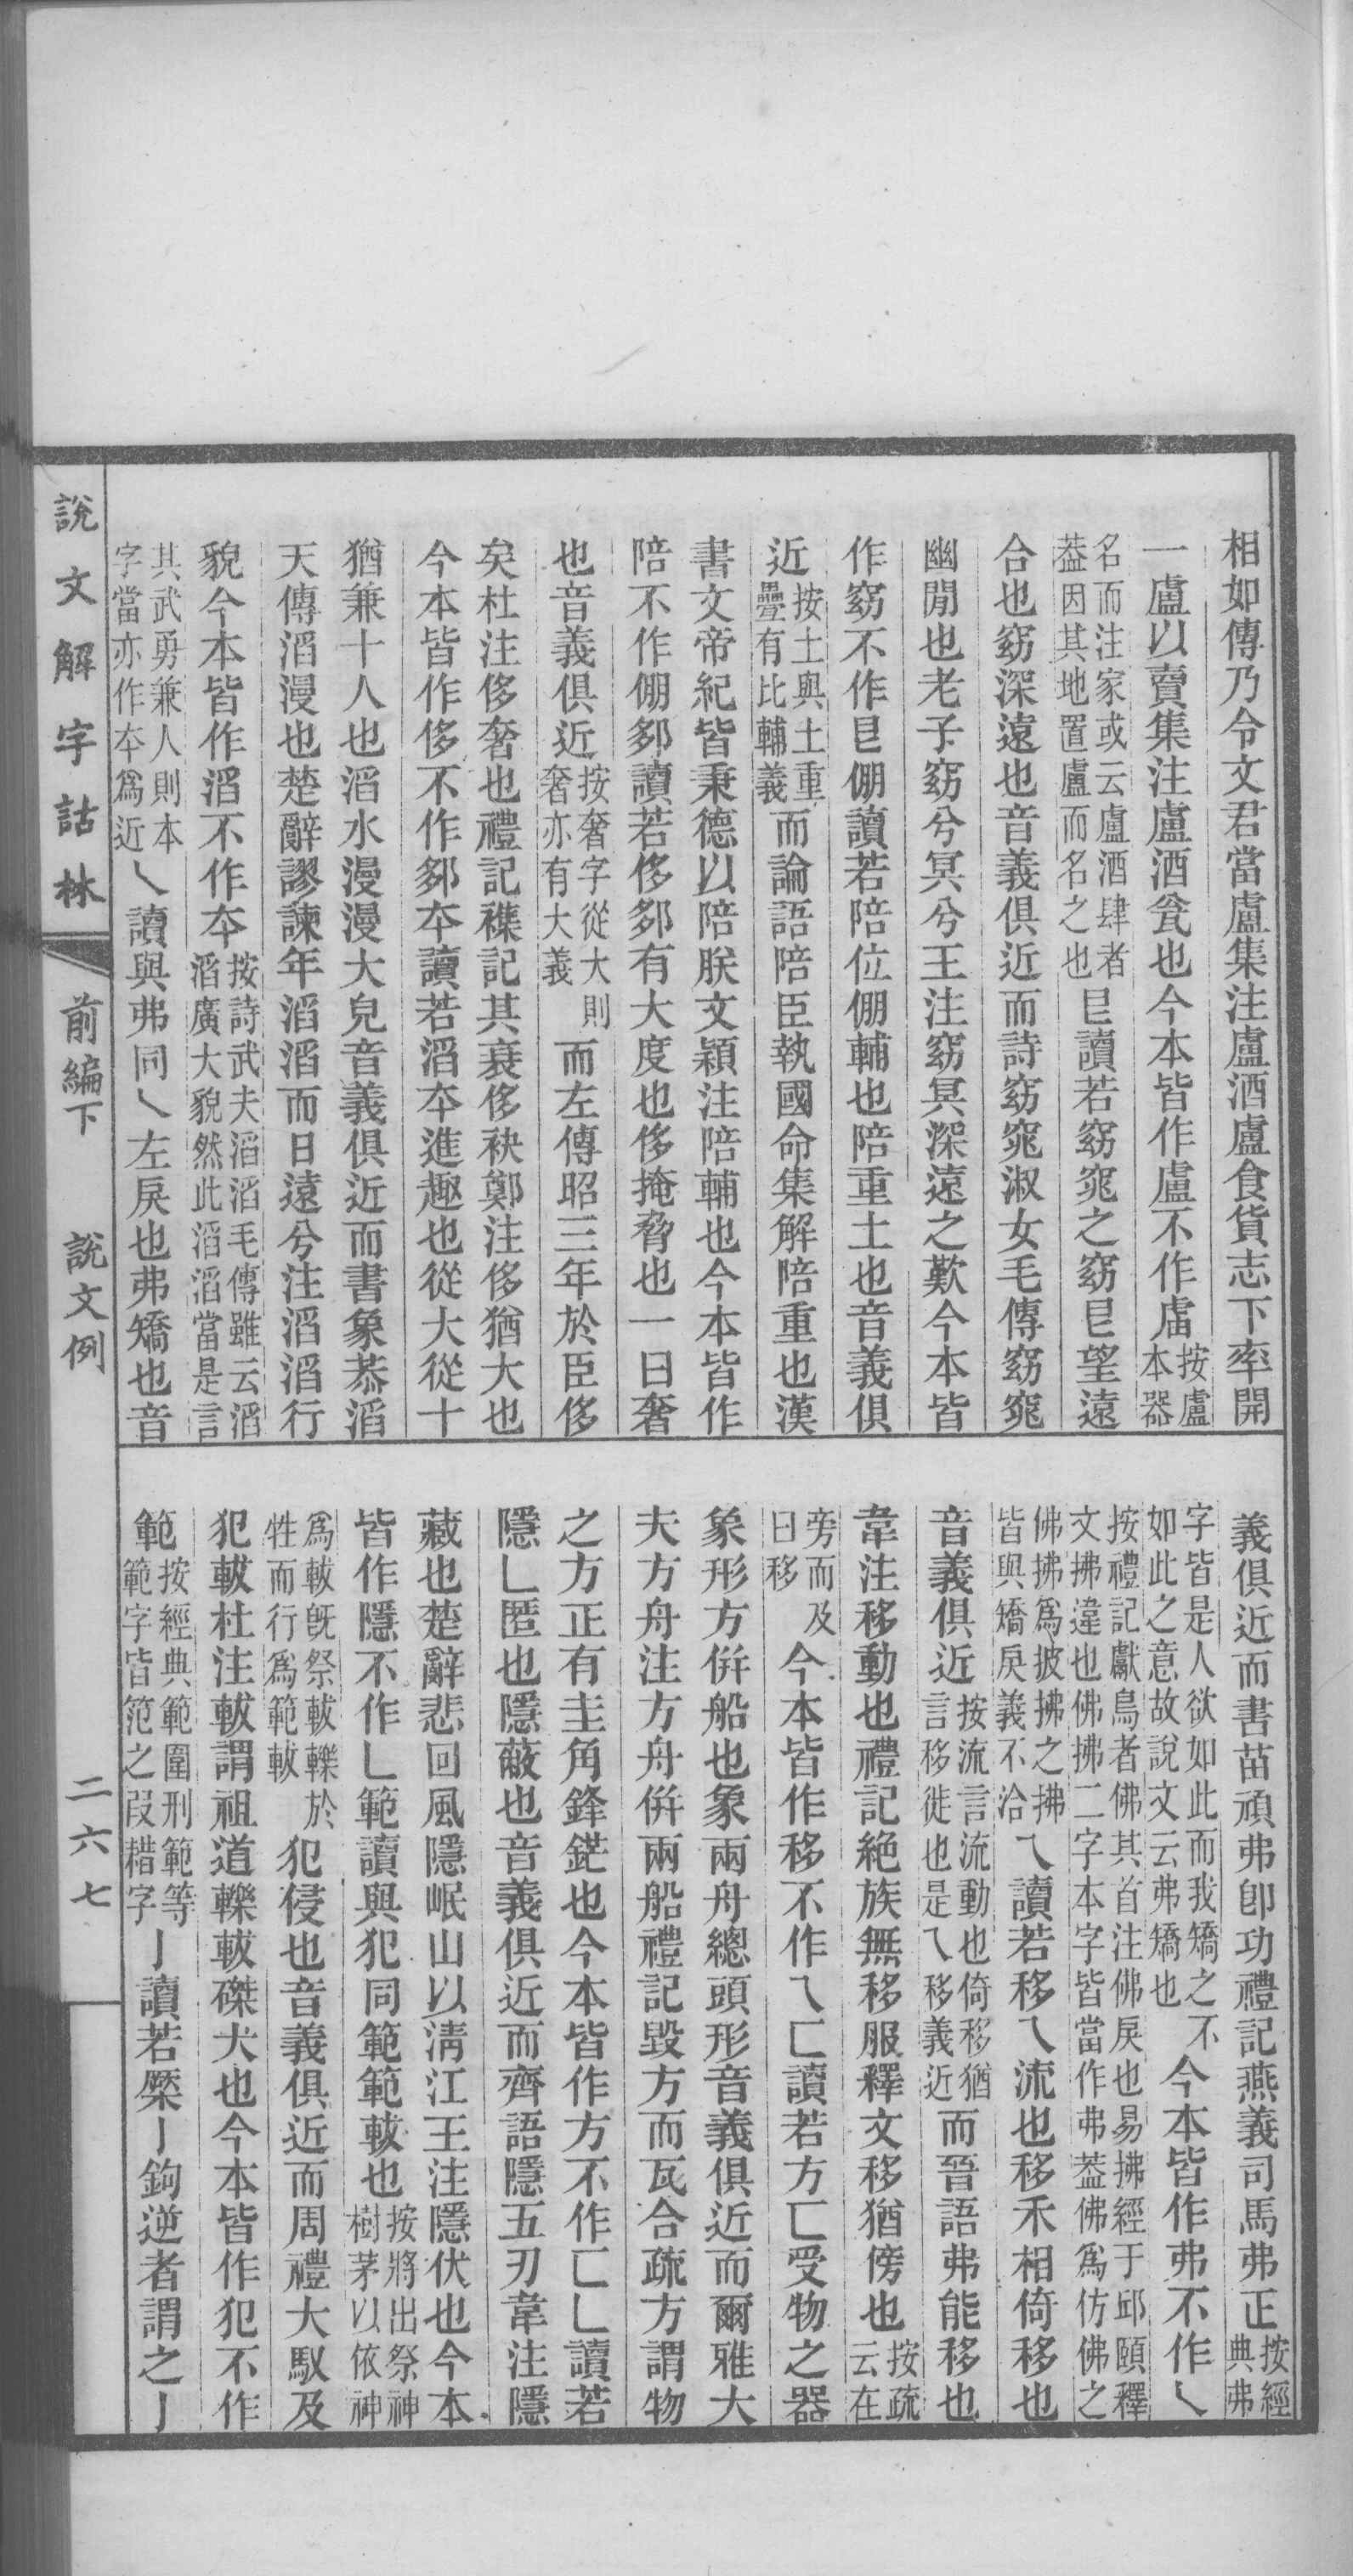 相如傳乃令文君當盧集注盧酒盧食貨志下率開
一盧以賣集注盧酒瓮也今本皆作盧不作𤮐按盧本器
名而注家或云盧酒肆者葢因其地置盧而名之也㿝讀若窈窕之窈㿝望遠
合也窈深遠也音義俱近而詩窈窕淑女毛傳窈窕
幽閒也老子窈兮冥兮王注窈冥深遠之歎今本皆
作窈不作㿝倗讀若陪位倗輔也陪重土也音義俱
近按土與土重疊有比輔義而論語陪臣執國命集解陪重也漢
書文帝紀皆秉德以陪朕文穎注陪輔也今本皆作
陪不作倗𡖇讀若侈𡖇有大度也侈掩脅也一曰奢
也音義俱近按奢字從大則奢亦有大義而左傳昭三年於臣侈
矣杜注侈奢也禮記襍記其衰侈袂鄭注侈猶大也
今本皆作侈不作𡖇夲讀若滔夲進趣也從大從十
猶兼十人也滔水漫漫大皃音義俱近而書象恭滔
天傳滔漫也楚辭謬諫年滔滔而日遠兮注滔滔行
貌今本皆作滔不作夲按詩武夫滔滔毛傳雖云滔滔廣大貌然此滔滔當是言
其武勇兼人則本字當亦作夲爲近乀讀與弗同乀左戾也弗矯也音
義俱近而書苗頑弗卽功禮記燕義司馬弗正按經典弗
字皆是人欲如此而我矯之不如此之意故說文云弗矯也今本皆作弗不作乀
按禮記獻鳥者佛其首注佛戾也易拂經于邱頤釋文拂違也佛拂二字本字皆當作弗葢佛爲仿佛之
佛拂爲披拂之拂皆與矯戾義不洽乁讀若移乁流也移禾相倚移也
音義俱近按流言流動也倚移猶言移徙也是乁移義近而晉語弗能移也
韋注移動也禮記絶族無移服釋文移猶傍也按疏云在
旁而及曰移今本皆作移不作乁匚讀若方匚受物之器
象形方併船也象兩舟總頭形音義俱近而爾雅大
夫方舟注方舟併兩船禮記毀方而瓦合疏方謂物
之方正有圭角鋒鋩也今本皆作方不作匚𠃊讀若
隱𠃊匿也隱蔽也音義俱近而齊語隱五刃韋注隱
藏也楚辭悲回風隱岷山以淸江王注隱伏也今本
皆作隱不作𠃊範讀與犯同範範軷也按將出祭神樹茅以依神
爲軷旣祭軷轢於牲而行爲範軷犯侵也音義俱近而周禮大馭及
犯軷杜注軷謂祖道轢軷磔犬也今本皆作犯不作
範按經典範圍刑範等範字皆笵之叚𧶠字亅讀若橜亅鉤逆者謂之亅
說文解字詁林　前編下　說文例　二六七